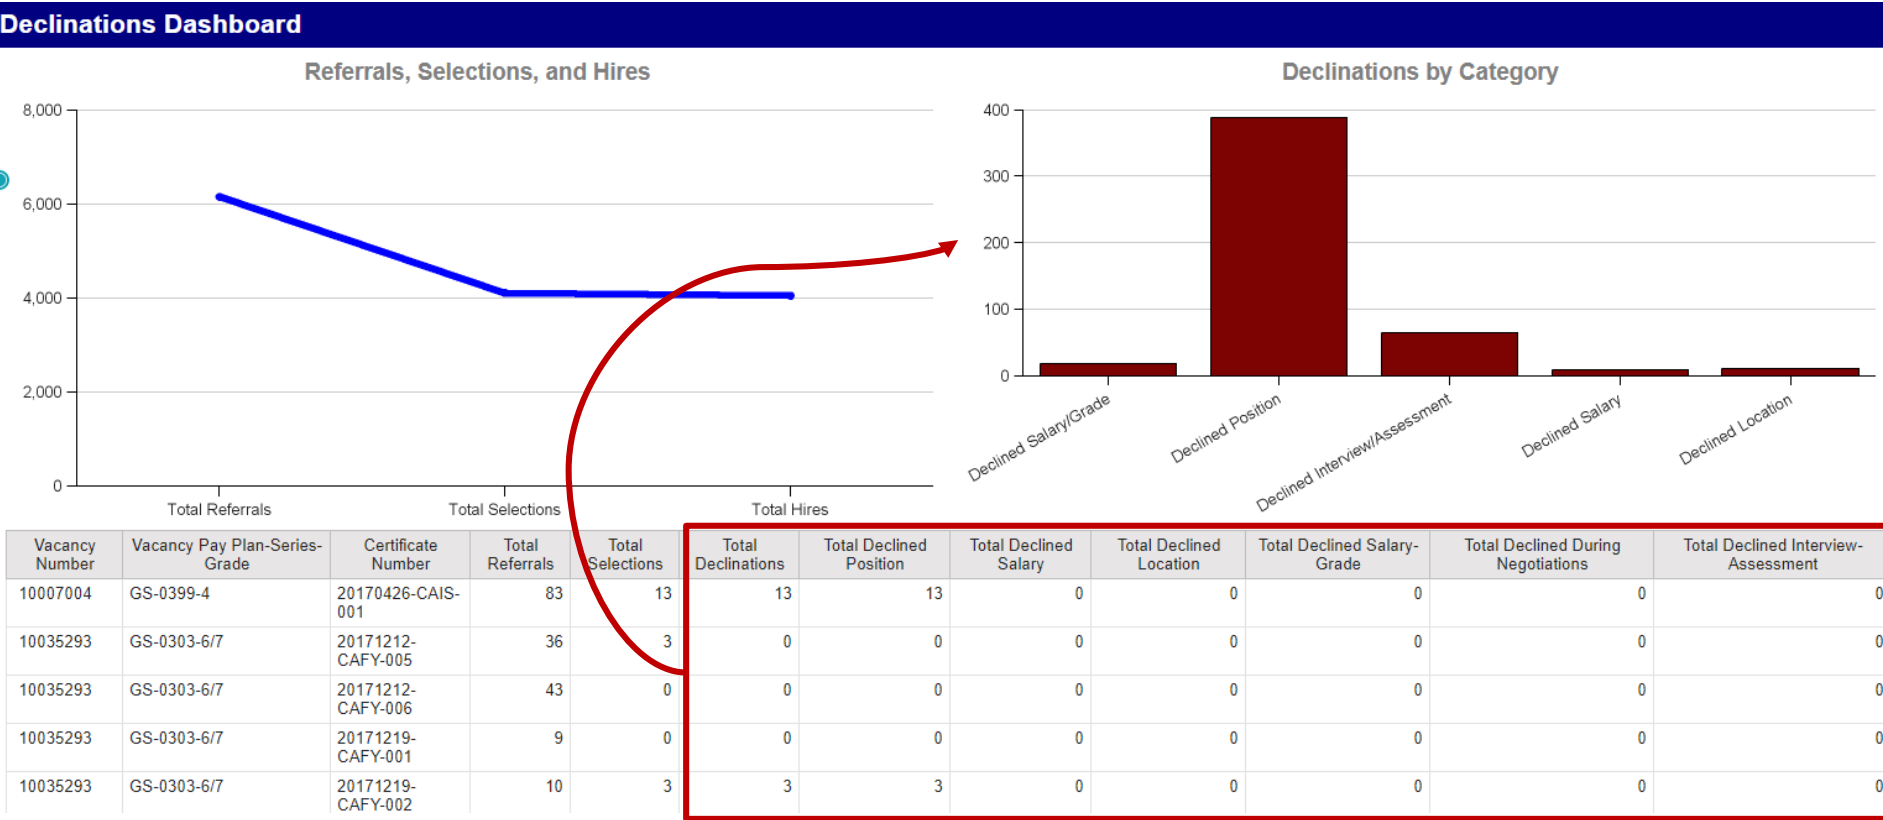 Declinations Dashboard
Referrals, Selections, and Hires
8,000
6,000
4,000
2,000
0
Total Referrals
Total Selections
Total Hires
Declinations by Category
400
300
200
100
0
Declined Salary/Grade
Declined Position
Declined Interview/Assessment
Declined Salary
Declined Location
Vacancy Number Vacancy Pay Plan-Series-Grade Certificate Number Total Referrals Total Selections Total Declinations Total Declined Position Total Declined Salary Total Declined Location Total Declined Salary-Grade Total Declined During Negotiations Total Declined Interview-Assessment
10007004 GS-0399-4 20170426-CAIS-001 83 13 13 13 0 0 0 0 0
10035293 GS-0303-6/7 20171212-CAFY-005 36 3 0 0 0 0 0 0 0
10035293 GS-0303-6/7 20171212-CAFY-006 43 0 0 0 0 0 0 0 0
10035293 GS-0303-6/7 20171219-CAFY-001 9 0 0 0 0 0 0 0 0
10035293 GS-0303-6/7 20171219-CAFY-002 10 3 3 3 0 0 0 0 0